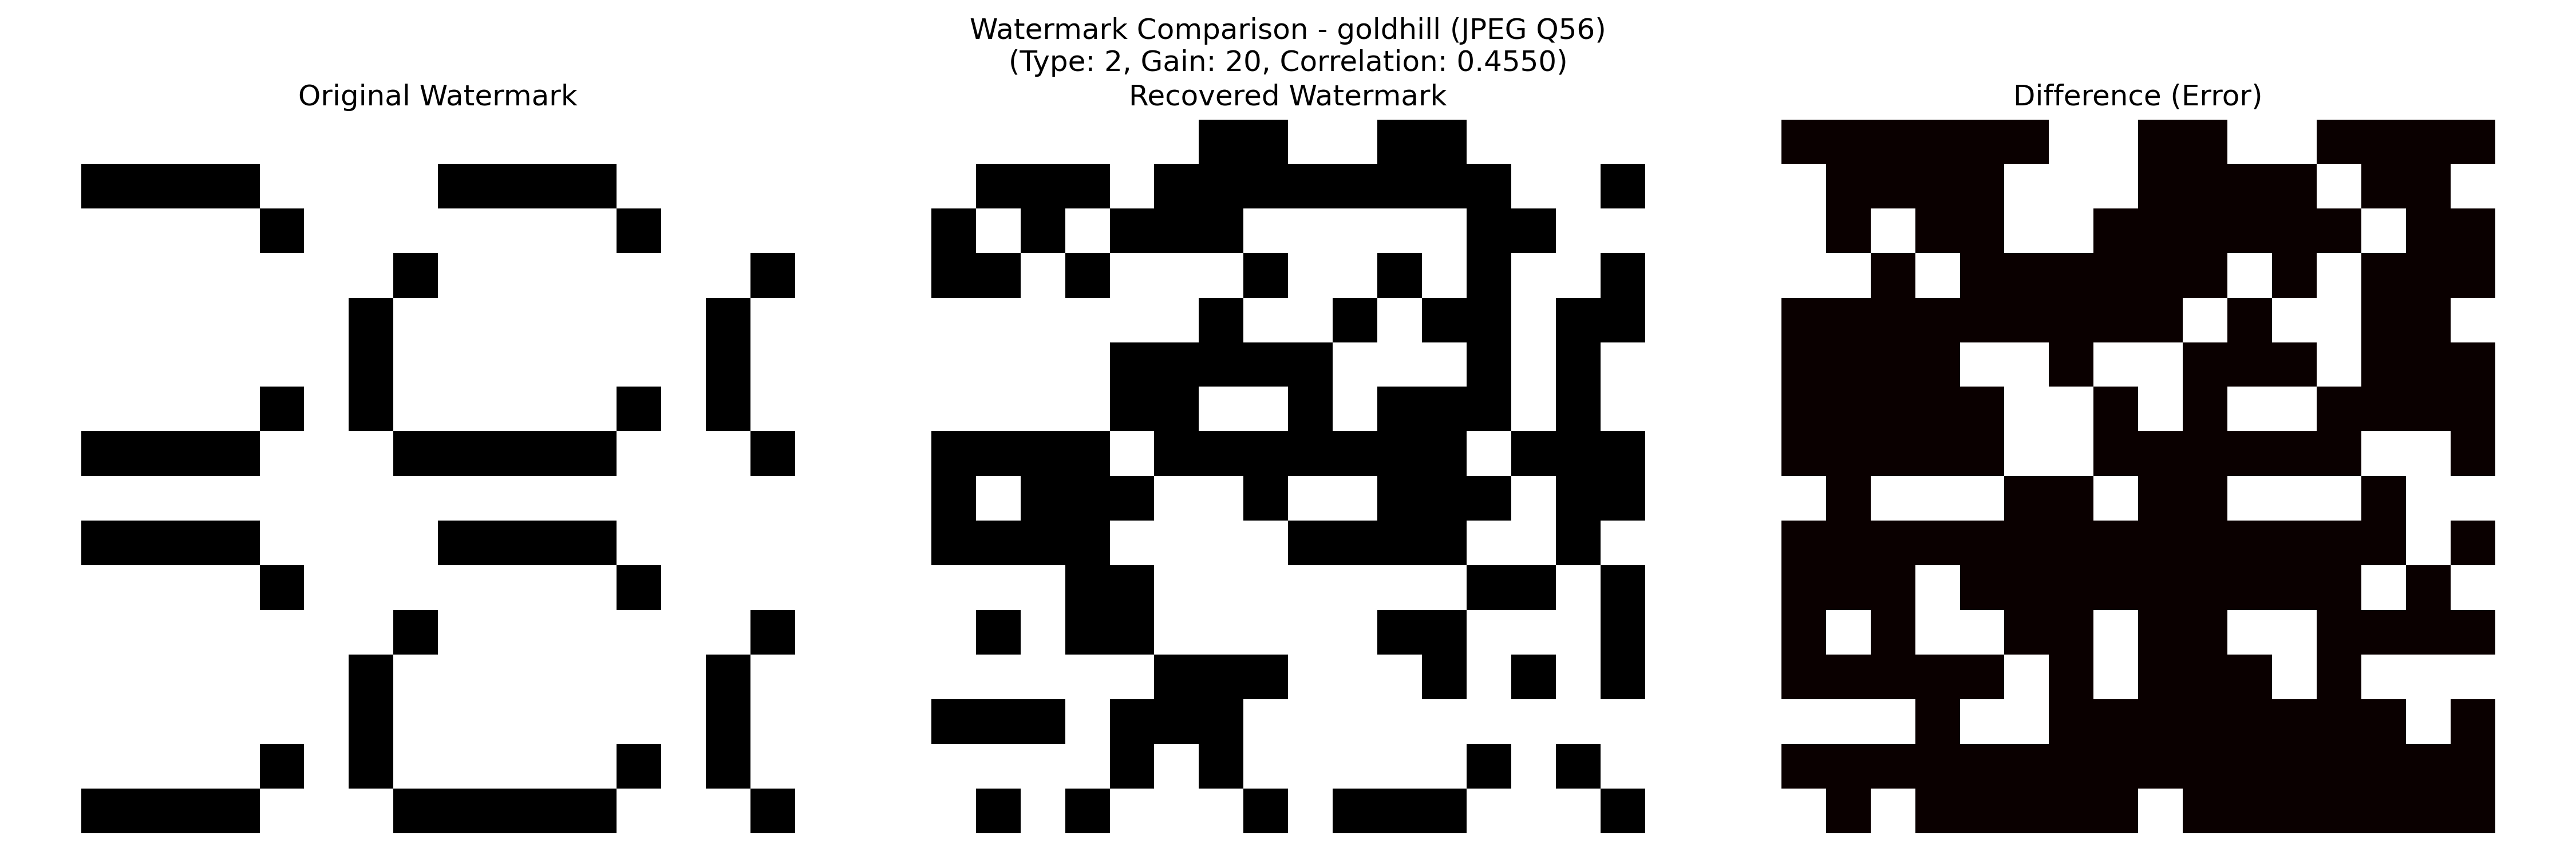 Watermark Comparison - goldhill (JPEG Q56)
(Type: 2, Gain: 20, Correlation: 0.4550)
Original Watermark
Recovered Watermark
Difference (Error)